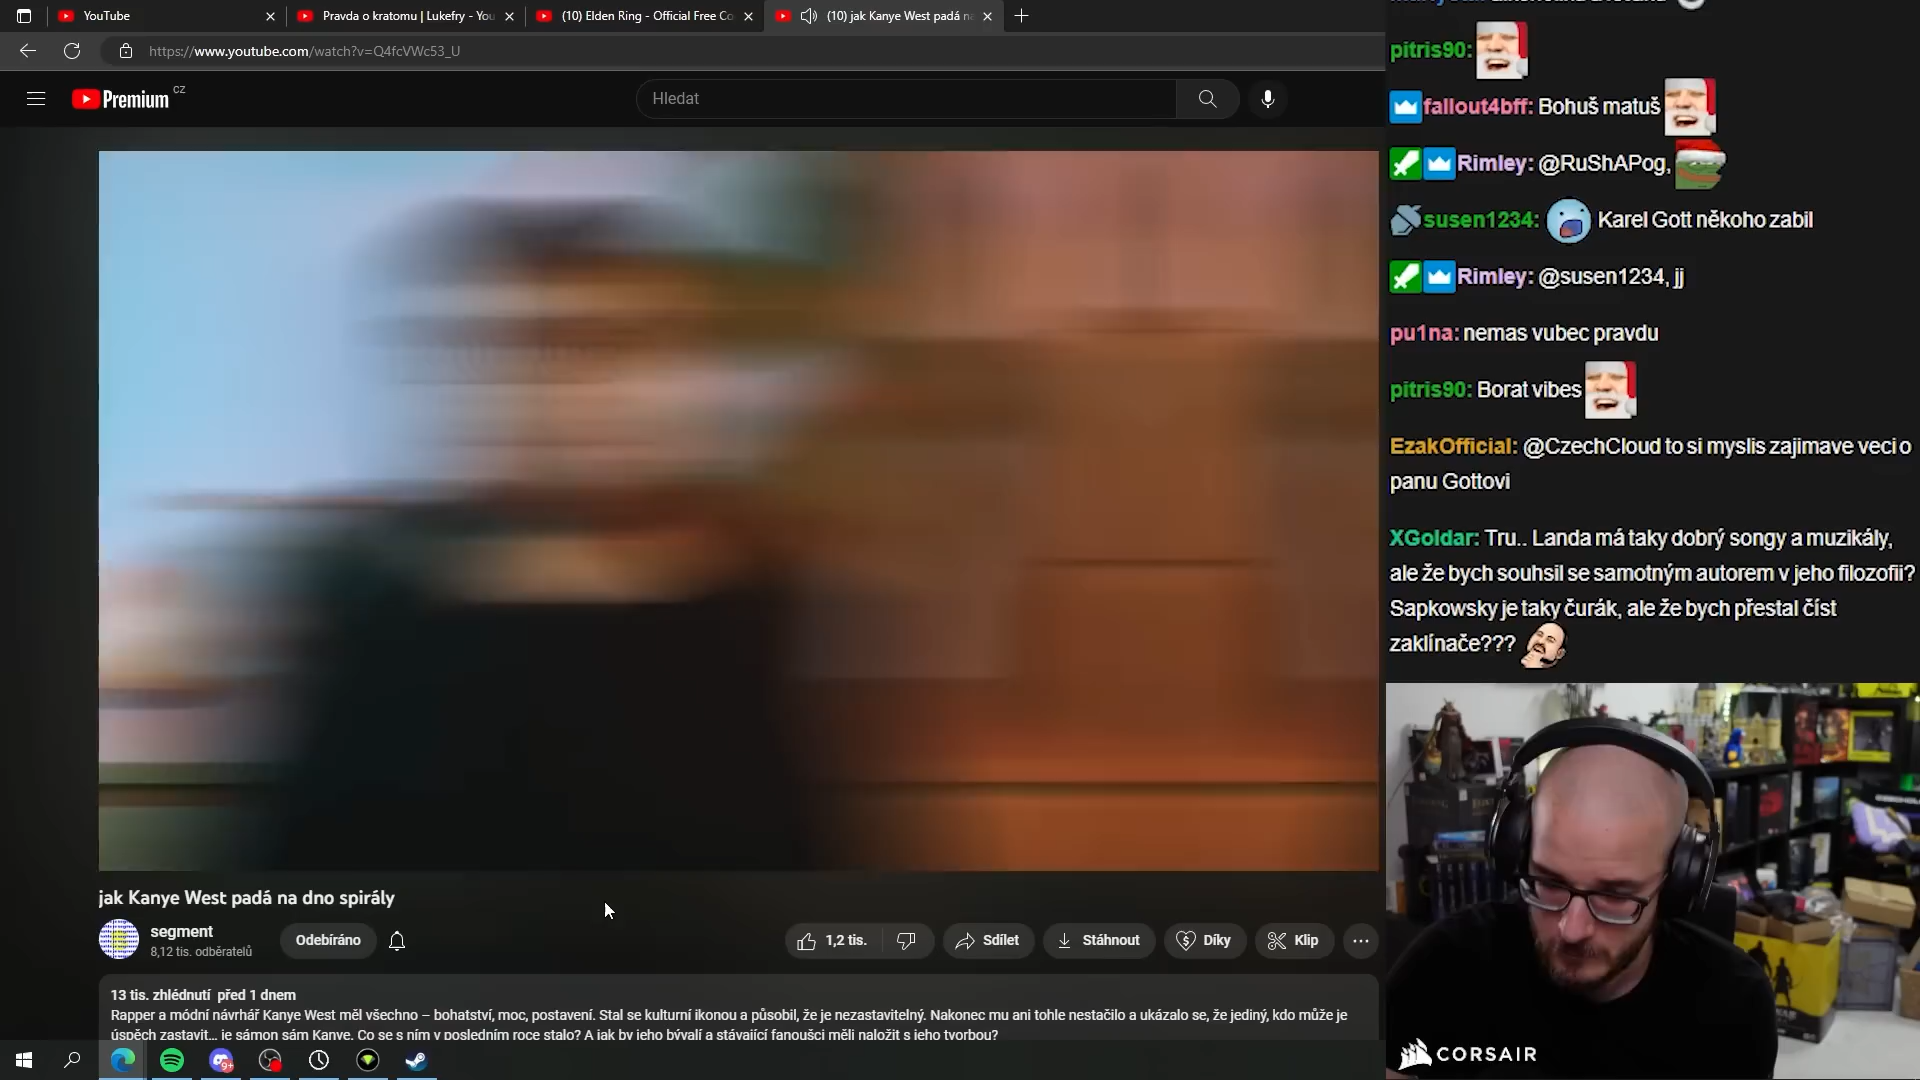 YouTube
Pravda o kratomu | Lukefry - You
(10) Elden Ring - Official Free Co
(10) jak Kanye West padá na
https://www.youtube.com/watch?v=Q4fcVWc53_U
Premium CZ
Hledat
jak Kanye West padá na dno spirály
segment
8,12 tis. odběratelů
Odebíráno
1,2 tis.
Sdílet
Stáhnout
Díky
Klip
13 tis. zhlédnutí před 1 dnem
Rapper a módní návrhář Kanye West měl všechno – bohatství, moc, postavení. Stal se kulturní ikonou a působil, že je nezastavitelný. Nakonec mu ani tohle nestačilo a ukázalo se, že jediný, kdo může je
úspěch zastavit... je sámon sám Kanye. Co se s ním v posledním roce stalo? A jak by jeho bývalí a stávající fanoušci měli naložit s jeho tvorbou?
9+
pitris90:
fallout4bff: Bohuš matuš
Rimley: @RuShAPog,
susen1234: Karel Gott někoho zabil
Rimley: @susen1234, jj
pu1na: nemas vubec pravdu
pitris90: Borat vibes
EzakOfficial: @CzechCloud to si myslis zajimave veci o
panu Gottovi
XGoldar: Tru.. Landa má taky dobrý songy a muzikály,
ale že bych souhsil se samotným autorem v jeho filozofii?
Sapkowsky je taky čurák, ale že bych přestal číst
zaklínače???
CORSAIR